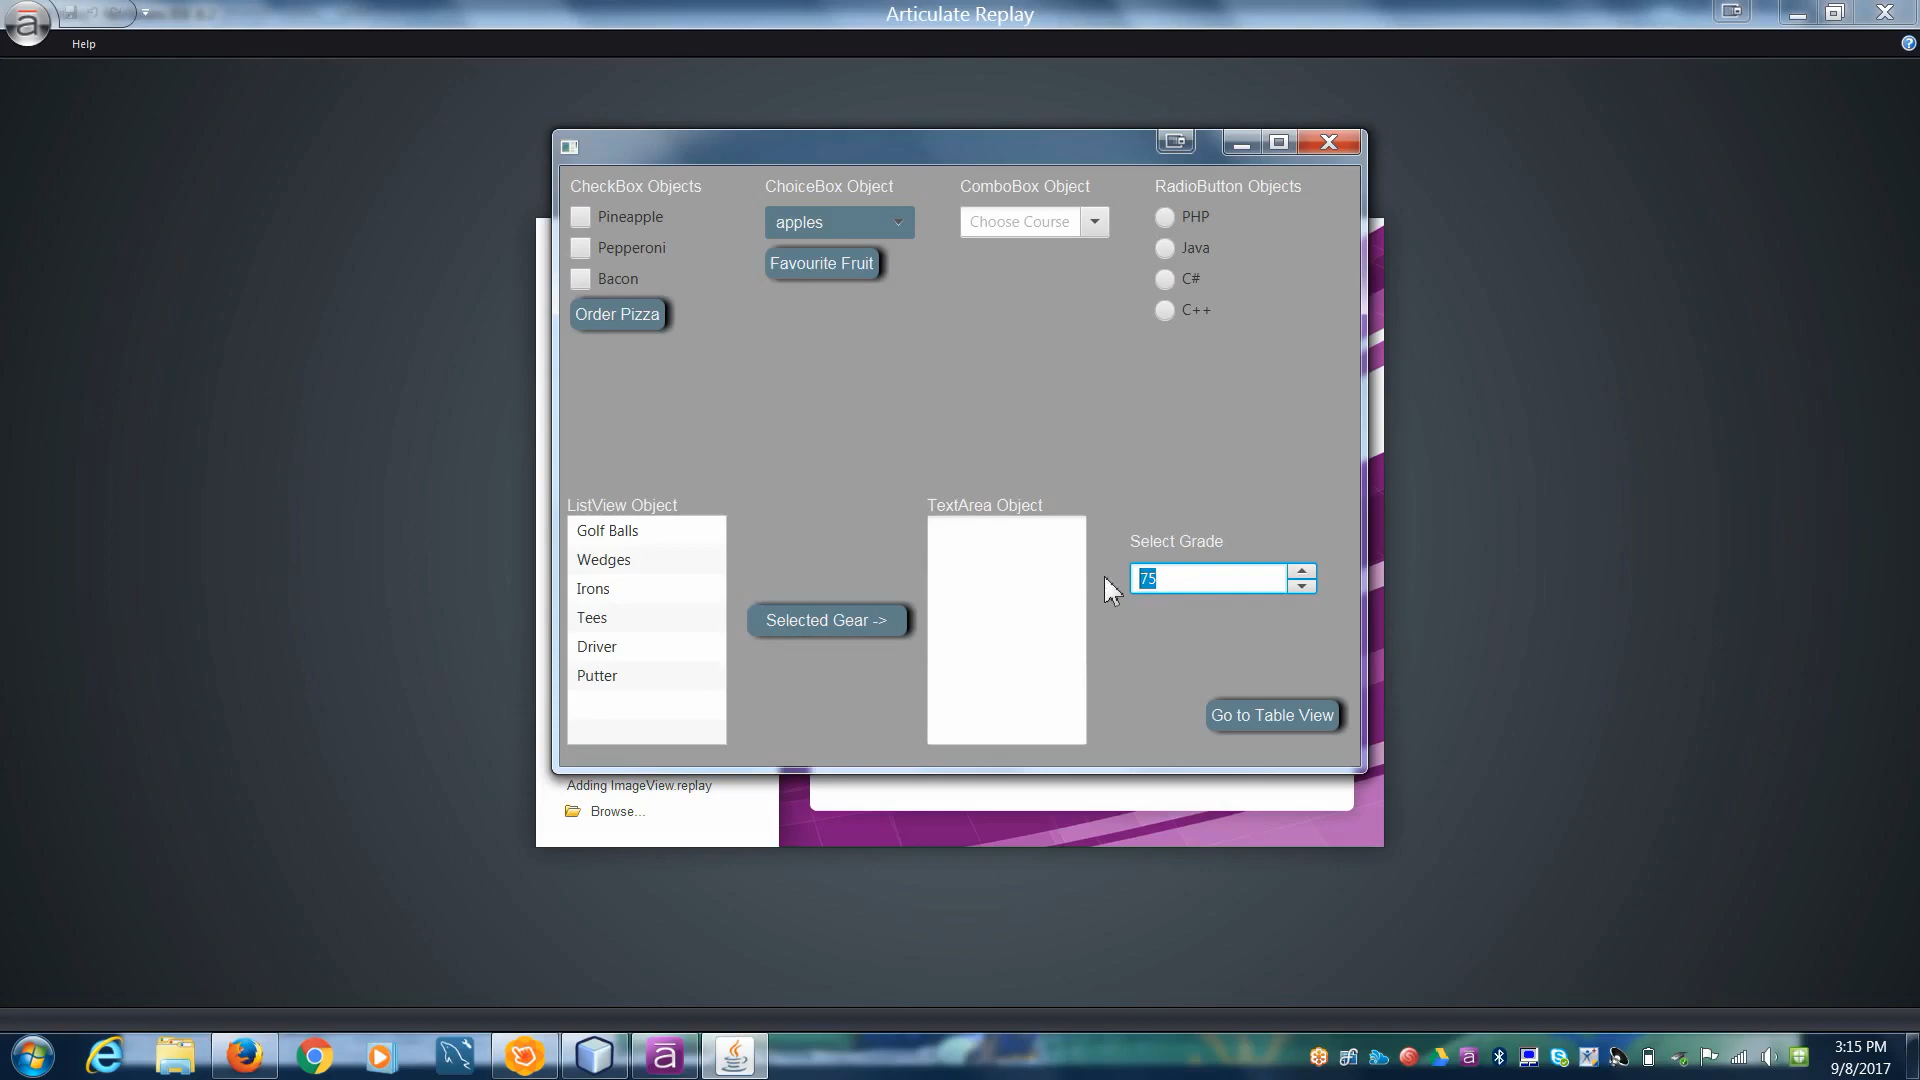 Articulate Replay
Help
CheckBox Objects
Pineapple
Pepperoni
Bacon
Order Pizza
ChoiceBox Object
apples
Favourite Fruit
ComboBox Object
Choose Course
RadioButton Objects
PHP
Java
C#
C++
ListView Object
Golf Balls
Wedges
Irons
Tees
Driver
Putter
Selected Gear ->
TextArea Object
Select Grade
75
Go to Table View
Adding ImageView.replay
Browse...
3:15 PM
9/8/2017